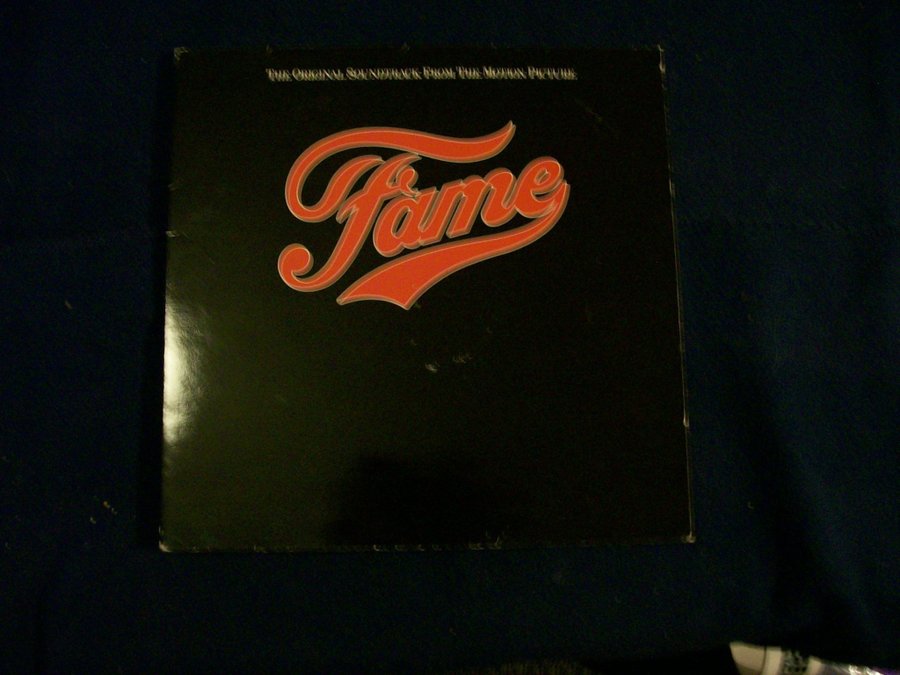 The Original Soundtrack From The Motion Picture
Fame